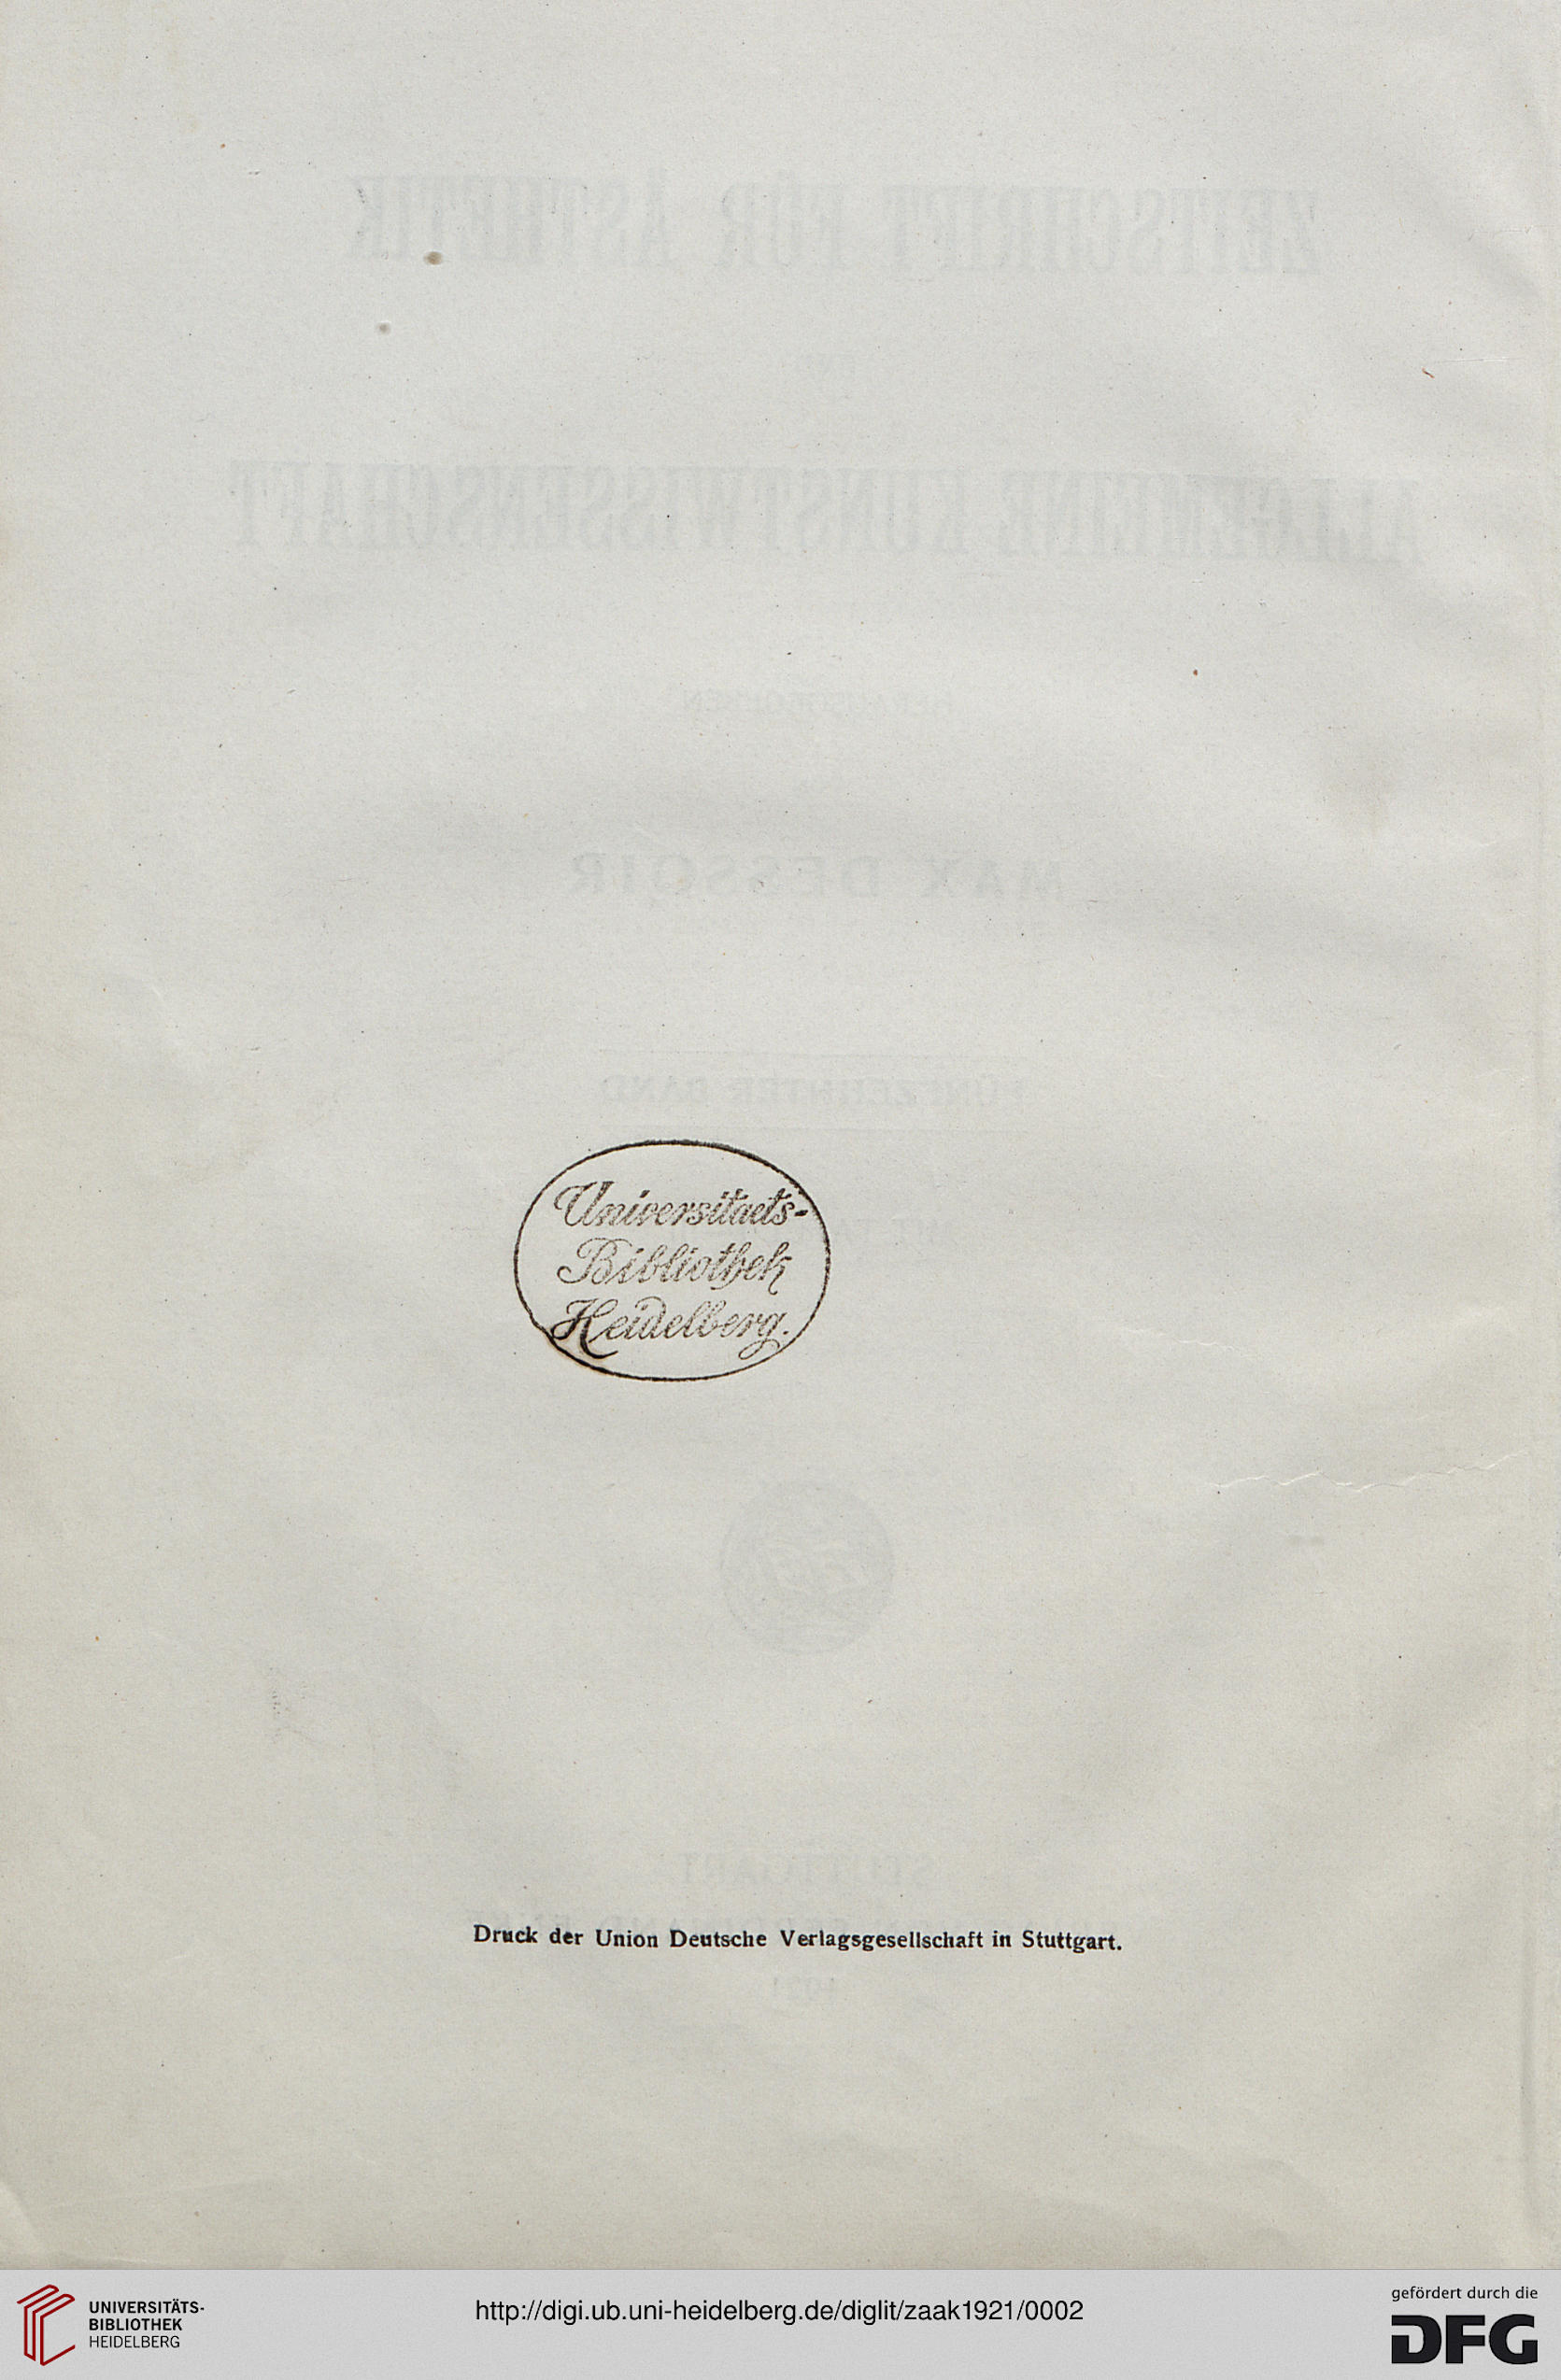 Universitaets-
Bibliothek
Heidelberg.
Druck der Union Deutsche Verlagsgesellschaft in Stuttgart.
UNIVERSITÄTS-
BIBLIOTHEK
HEIDELBERG
http://digi.ub.uni-heidelberg.de/diglit/zaak1921/0002
gefördert durch die
DFG